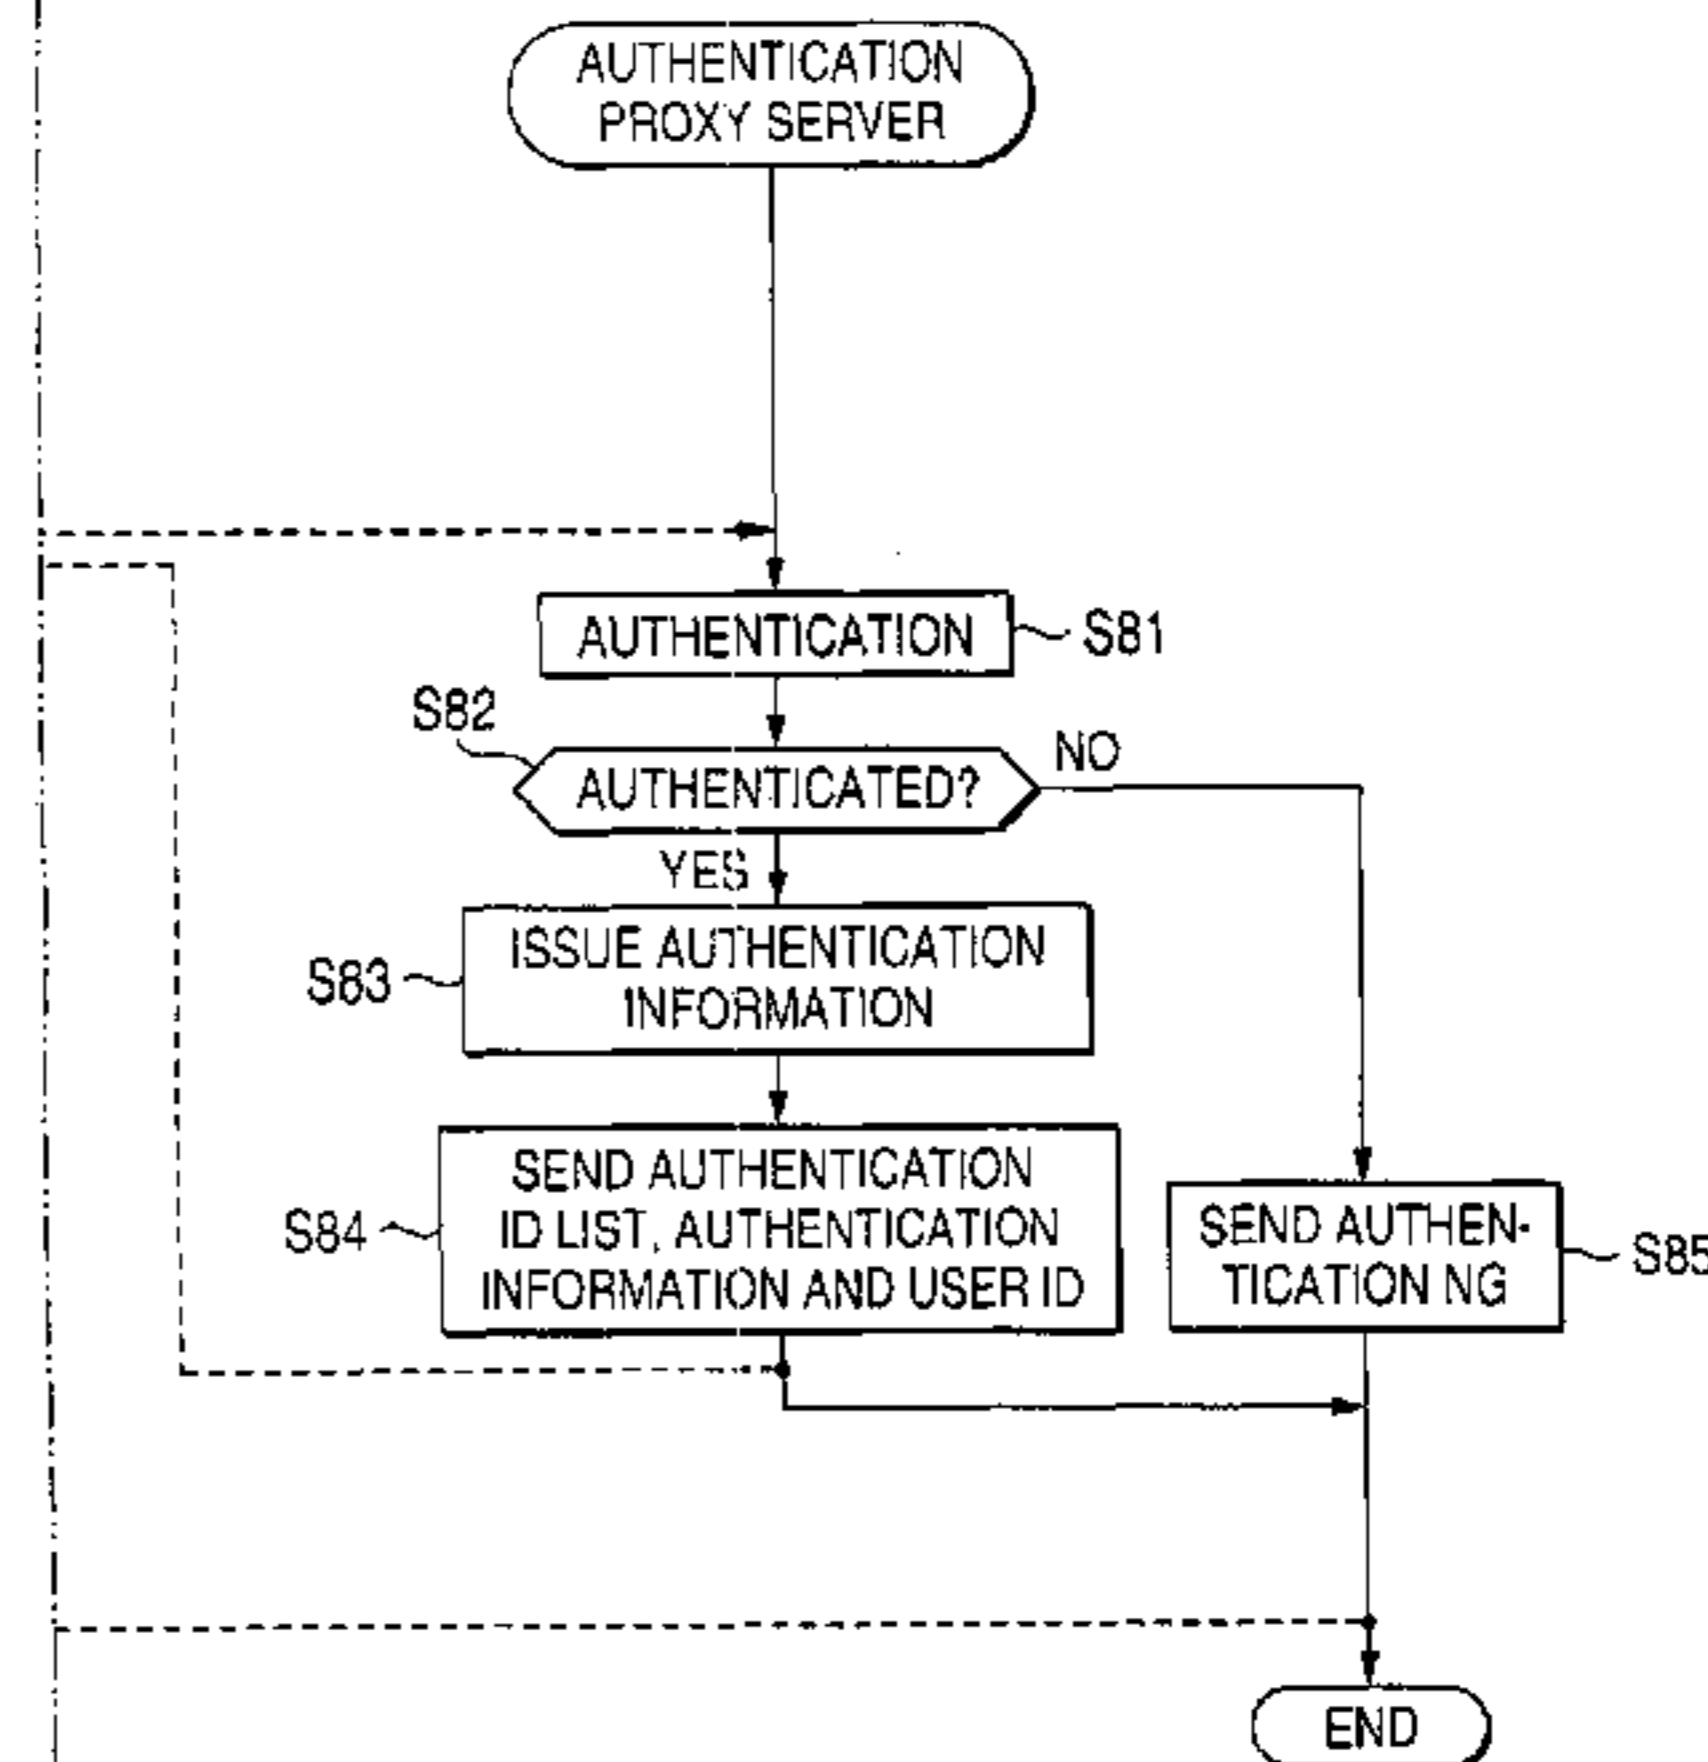 AUTHENTICATION
PROXY SERVER
AUTHENTICATION
S81
S82
AUTHENTICATED?
NO
YES
ISSUE AUTHENTICATION
INFORMATION
S83
SEND AUTHENTICATION
ID LIST, AUTHENTICATION
INFORMATION AND USER ID
S84
SEND AUTHEN-
TICATION NG
S85
END